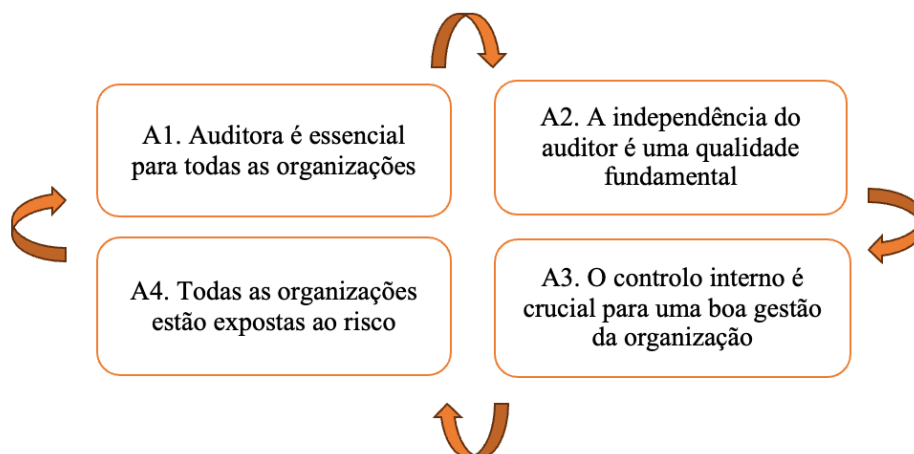 A1. Auditora é essencial
para todas as organizações
A2. A independência do
auditor é uma qualidade
fundamental
A4. Todas as organizações
estão expostas ao risco
A3. O controlo interno é
crucial para uma boa gestão
da organização